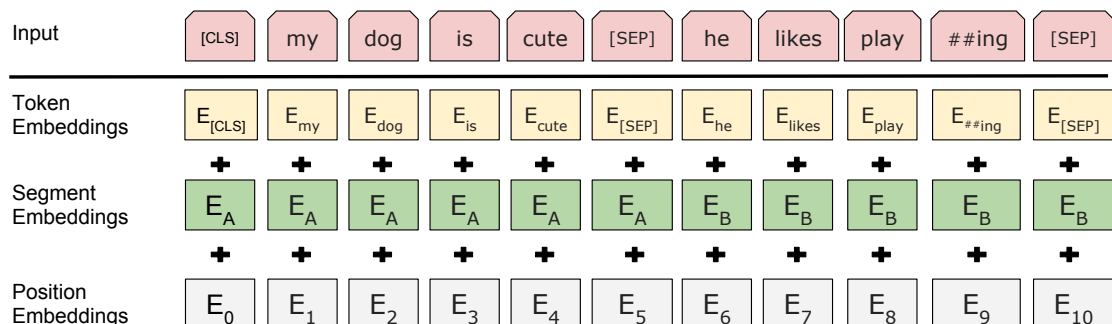 Input [CLS] my dog is cute [SEP] he likes play ##ing [SEP]
Token
Embeddings
E[CLS] Emy Edog Eis Ecute E[SEP] Ehe Elikes Eplay E##ing E[SEP]
+ + + + + + + + + + +
Segment
Embeddings
EA EA EA EA EA EA EB EB EB EB EB
+ + + + + + + + + + +
Position
Embeddings
E0 E1 E2 E3 E4 E5 E6 E7 E8 E9 E10